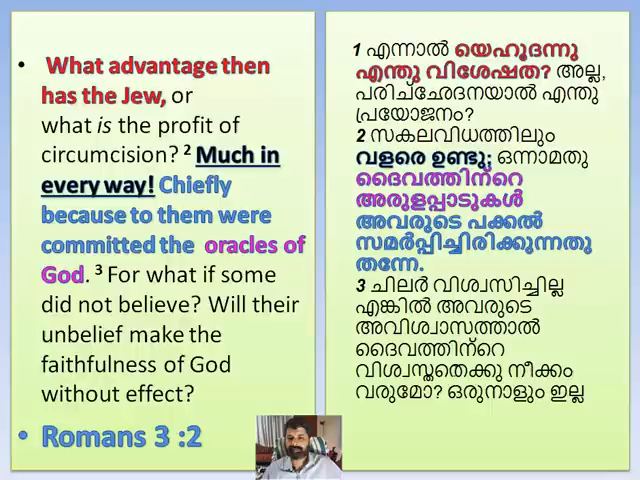 • What advantage then
has the Jew, or
what is the profit of
circumcision? 2 Much in
every way! Chiefly
because to them were
committed the oracles of
God. 3 For what if some
did not believe? Will their
unbelief make the
faithfulness of God
without effect?
• Romans 3 :2
1 എന്നാൽ യെഹൂദന്നു
എന്തു വിശേഷത? അല്ല,
പരിച്ഛേദനയാൽ എന്തു
പ്രയോജനം?
2 സകലവിധത്തിലും
വളരെ ഉണ്ടു; ഒന്നാമതു
ദൈവത്തിന്റെ
അരുളപ്പാടുകൾ
അവരുടെ പക്കൽ
സമർപ്പിച്ചിരിക്കുന്നതു
തന്നേ.
3 ചിലർ വിശ്വസിച്ചില്ല
എങ്കിൽ അവരുടെ
അവിശ്വാസത്താൽ
ദൈവത്തിന്റെ
വിശ്വസ്തതെക്കു നീക്കം
വരുമോ? ഒരുനാളും ഇല്ല